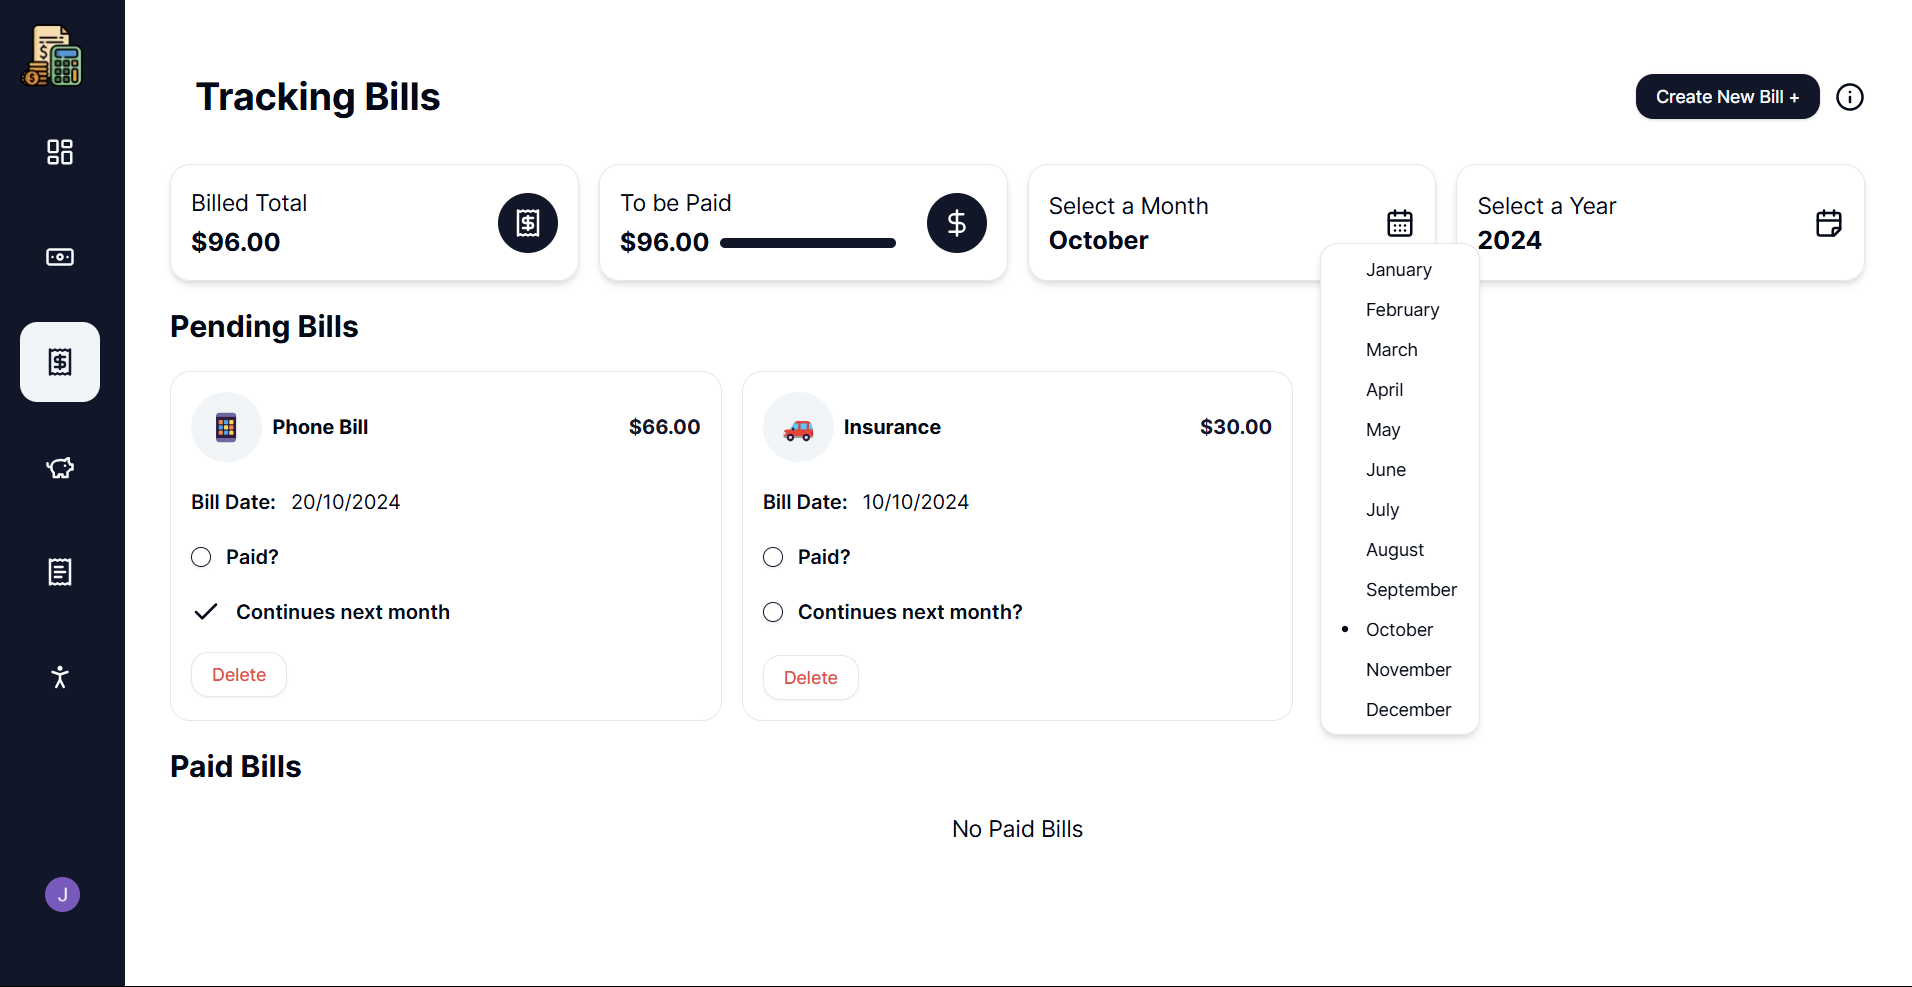 Tracking Bills
Create New Bill +
Billed Total
$96.00
To be Paid
$96.00
Select a Month
October
Select a Year
2024
January
February
March
April
May
June
July
August
September
October
November
December
Pending Bills
Phone Bill $66.00
Bill Date: 20/10/2024
Paid?
Continues next month
Delete
Insurance $30.00
Bill Date: 10/10/2024
Paid?
Continues next month?
Delete
Paid Bills
No Paid Bills
J